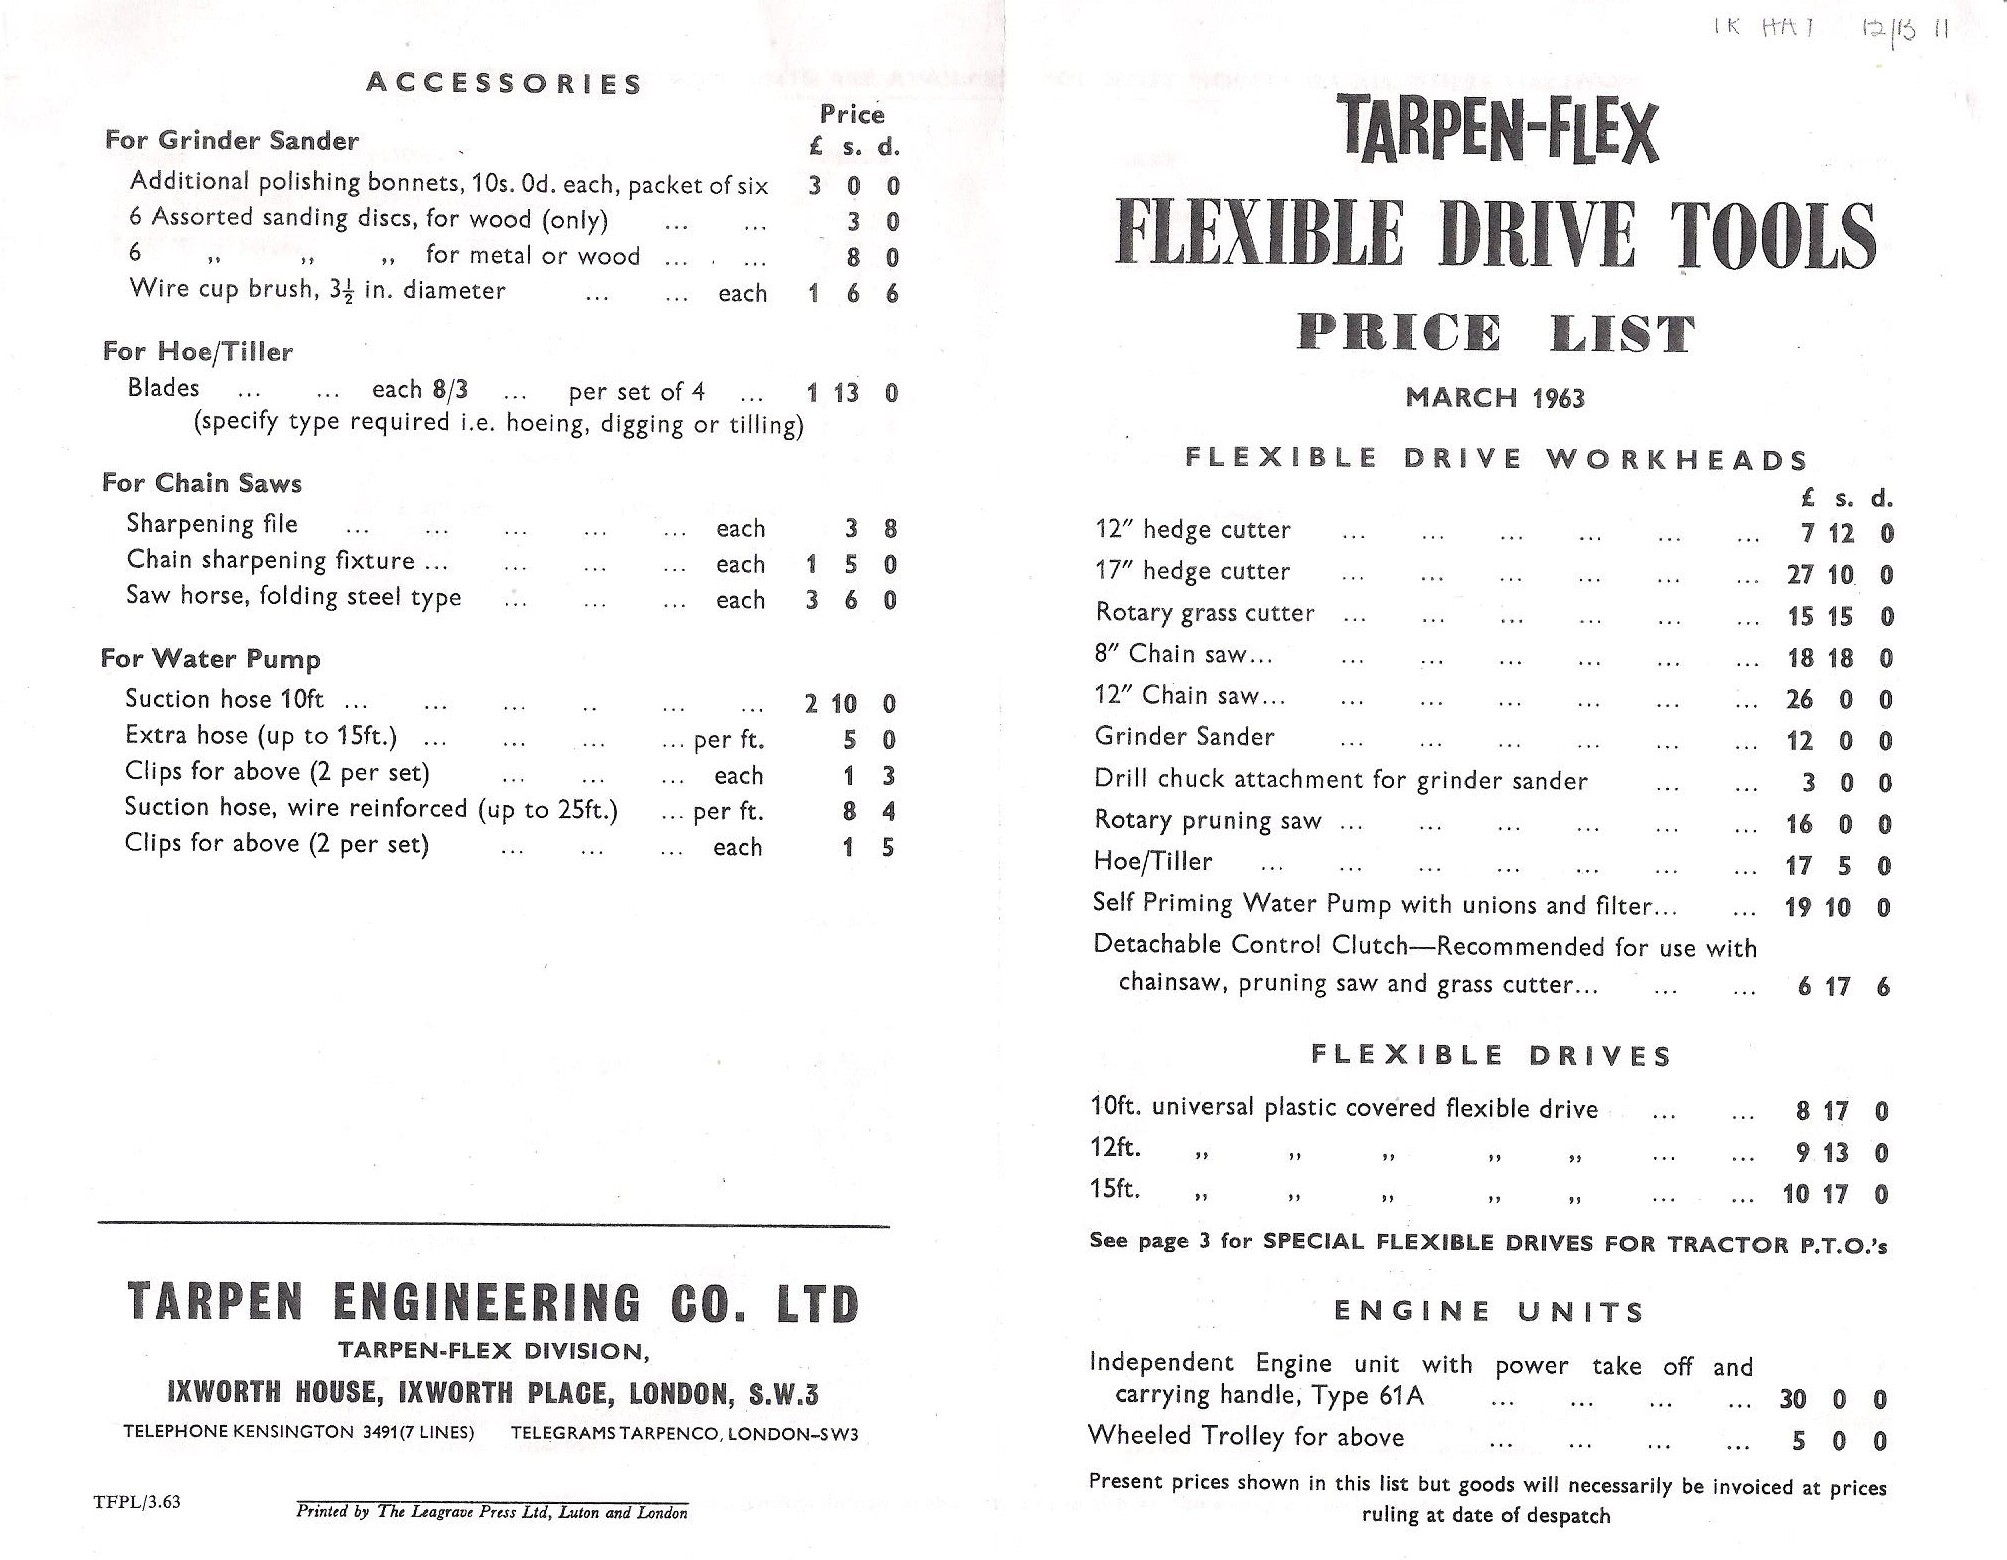 ACCESSORIES
Price
For Grinder Sander £ s. d.
Additional polishing bonnets, 10s. 0d. each, packet of six 3 0 0
6 Assorted sanding discs, for wood (only) ... ... 3 0
6 ,, ,, ,, for metal or wood ... ... 8 0
Wire cup brush, 3½ in. diameter ... ... each 1 6 6
For Hoe/Tiller
Blades ... ... each 8/3 ... per set of 4 ... 1 13 0
(specify type required i.e. hoeing, digging or tilling)
For Chain Saws
Sharpening file ... ... ... ... ... each 3 8
Chain sharpening fixture ... ... ... ... each 1 5 0
Saw horse, folding steel type ... ... ... each 3 6 0
For Water Pump
Suction hose 10ft ... ... ... .. ... ... 2 10 0
Extra hose (up to 15ft.) ... ... ... ... per ft. 5 0
Clips for above (2 per set) ... ... ... each 1 3
Suction hose, wire reinforced (up to 25ft.) ... per ft. 8 4
Clips for above (2 per set) ... ... ... each 1 5
TARPEN ENGINEERING CO. LTD
TARPEN-FLEX DIVISION,
IXWORTH HOUSE, IXWORTH PLACE, LONDON, S.W.3
TELEPHONE KENSINGTON 3491 (7 LINES) TELEGRAMS TARPENCO, LONDON-SW3
TFPL/3.63
Printed by The Leagrave Press Ltd, Luton and London
TARPEN-FLEX
FLEXIBLE DRIVE TOOLS
PRICE LIST
MARCH 1963
FLEXIBLE DRIVE WORKHEADS
£ s. d.
12″ hedge cutter ... ... ... ... ... ... 7 12 0
17″ hedge cutter ... ... ... ... ... ... 27 10 0
Rotary grass cutter ... ... ... ... ... ... 15 15 0
8″ Chain saw... ... ... ... ... ... ... 18 18 0
12″ Chain saw... ... ... ... ... ... ... 26 0 0
Grinder Sander ... ... ... ... ... ... 12 0 0
Drill chuck attachment for grinder sander ... ... 3 0 0
Rotary pruning saw ... ... ... ... ... ... 16 0 0
Hoe/Tiller ... ... ... ... ... ... ... 17 5 0
Self Priming Water Pump with unions and filter... ... 19 10 0
Detachable Control Clutch—Recommended for use with
chainsaw, pruning saw and grass cutter... ... ... 6 17 6
FLEXIBLE DRIVES
10ft. universal plastic covered flexible drive ... ... 8 17 0
12ft. ,, ,, ,, ,, ,, ... ... 9 13 0
15ft. ,, ,, ,, ,, ,, ... ... 10 17 0
See page 3 for SPECIAL FLEXIBLE DRIVES FOR TRACTOR P.T.O.'s
ENGINE UNITS
Independent Engine unit with power take off and
carrying handle, Type 61A ... ... ... ... 30 0 0
Wheeled Trolley for above ... ... ... ... 5 0 0
Present prices shown in this list but goods will necessarily be invoiced at prices
ruling at date of despatch